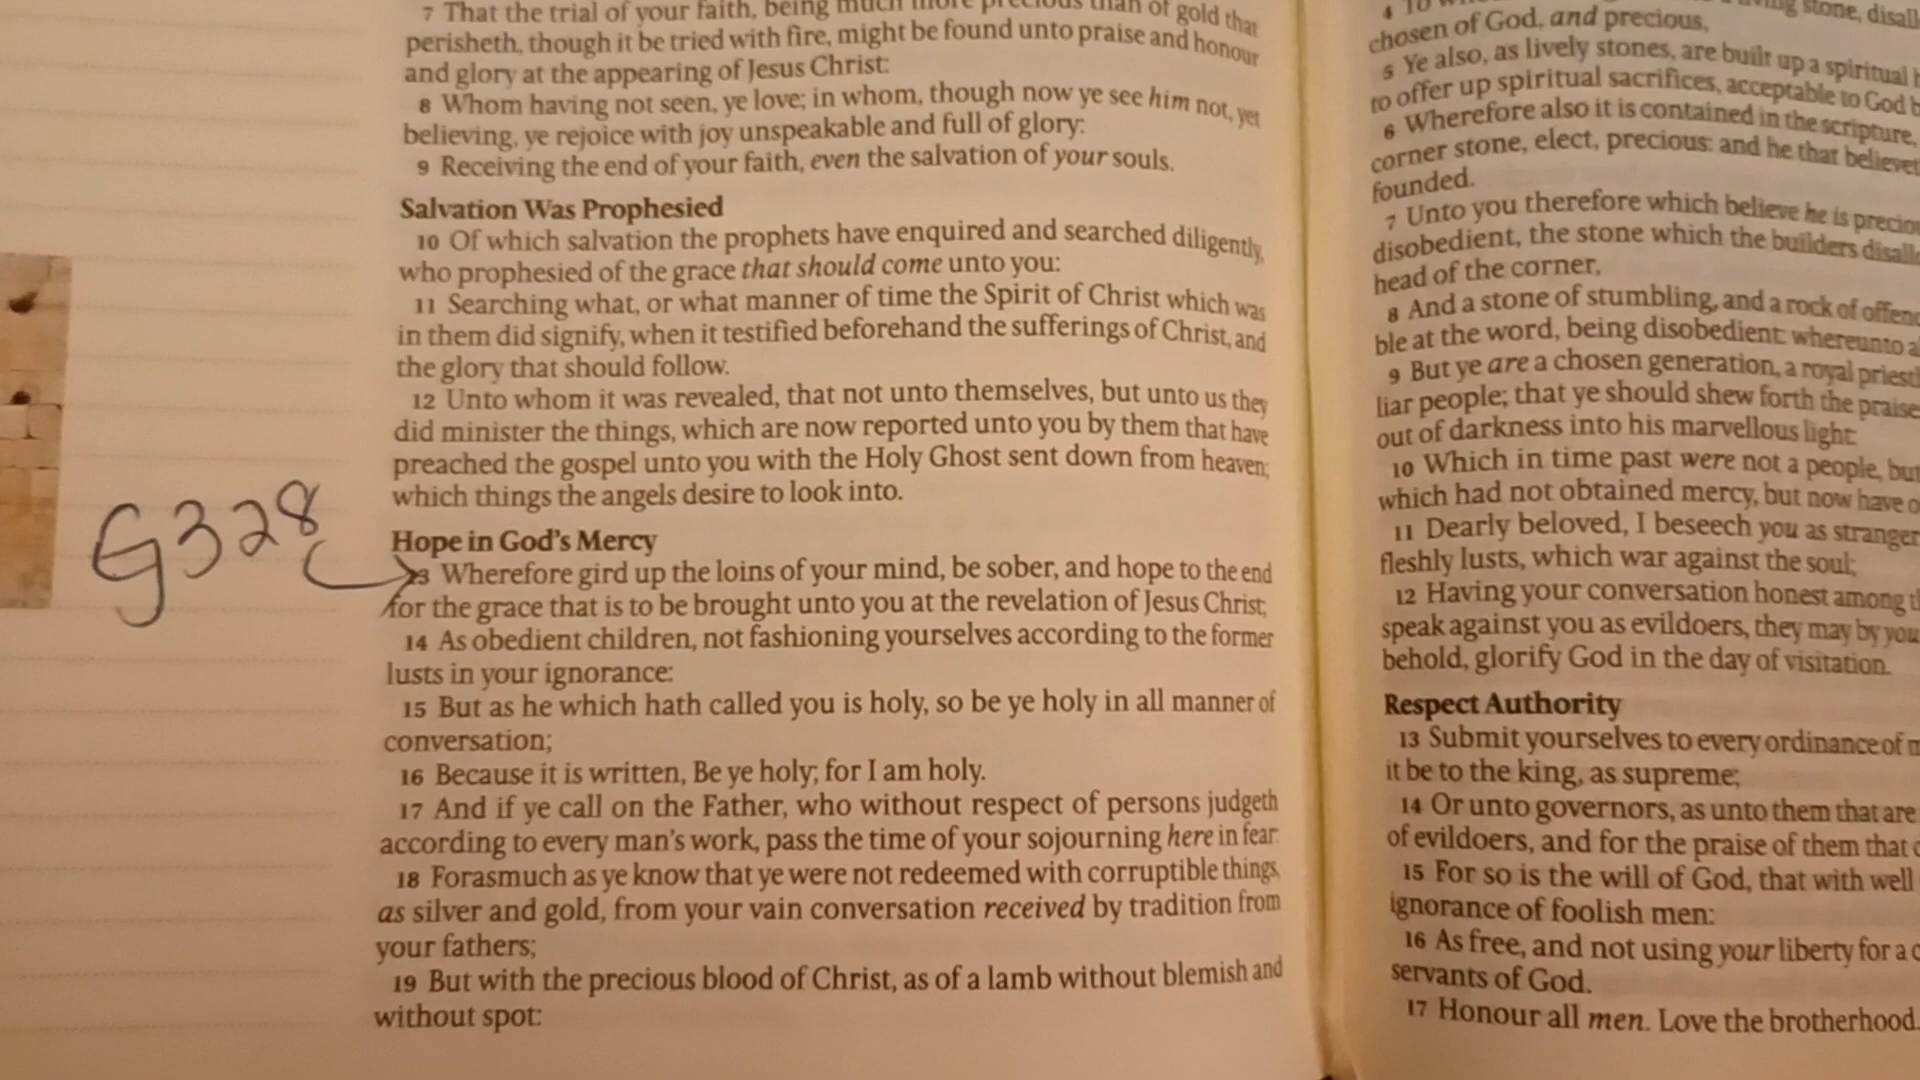 7 That the trial of your faith, being much more precious than of gold that
perisheth, though it be tried with fire, might be found unto praise and honour
and glory at the appearing of Jesus Christ:
8 Whom having not seen, ye love; in whom, though now ye see him not, yet
believing, ye rejoice with joy unspeakable and full of glory:
9 Receiving the end of your faith, even the salvation of your souls.
Salvation Was Prophesied
10 Of which salvation the prophets have enquired and searched diligently,
who prophesied of the grace that should come unto you:
11 Searching what, or what manner of time the Spirit of Christ which was
in them did signify, when it testified beforehand the sufferings of Christ, and
the glory that should follow.
12 Unto whom it was revealed, that not unto themselves, but unto us they
did minister the things, which are now reported unto you by them that have
preached the gospel unto you with the Holy Ghost sent down from heaven;
which things the angels desire to look into.
G328
Hope in God's Mercy
13 Wherefore gird up the loins of your mind, be sober, and hope to the end
for the grace that is to be brought unto you at the revelation of Jesus Christ;
14 As obedient children, not fashioning yourselves according to the former
lusts in your ignorance:
15 But as he which hath called you is holy, so be ye holy in all manner of
conversation;
16 Because it is written, Be ye holy; for I am holy.
17 And if ye call on the Father, who without respect of persons judgeth
according to every man's work, pass the time of your sojourning here in fear:
18 Forasmuch as ye know that ye were not redeemed with corruptible things,
as silver and gold, from your vain conversation received by tradition from
your fathers;
19 But with the precious blood of Christ, as of a lamb without blemish and
without spot:
4 To stone,
chosen of God, and precious,
5 Ye also, as lively stones, are built up a spiritual
to offer up spiritual sacrifices, acceptable to God
6 Wherefore also it is contained in the scripture,
corner stone, elect, precious: and he that
founded.
7 Unto you therefore which believe he is
disobedient, the stone which the builders
head of the corner,
8 And a stone of stumbling, and a rock of
ble at the word, being disobedient: whereunto
9 But ye are a chosen generation, a royal
liar people; that ye should shew forth the
out of darkness into his marvellous light:
10 Which in time past were not a people, but
which had not obtained mercy, but now have
11 Dearly beloved, I beseech you as
fleshly lusts, which war against the soul;
12 Having your conversation honest among
speak against you as evildoers, they may by
behold, glorify God in the day of visitation.
Respect Authority
13 Submit yourselves to every ordinance of
it be to the king, as supreme;
14 Or unto governors, as unto them that are
of evildoers, and for the praise of them that
15 For so is the will of God, that with well
ignorance of foolish men:
16 As free, and not using your liberty for a
servants of God.
17 Honour all men. Love the brotherhood.